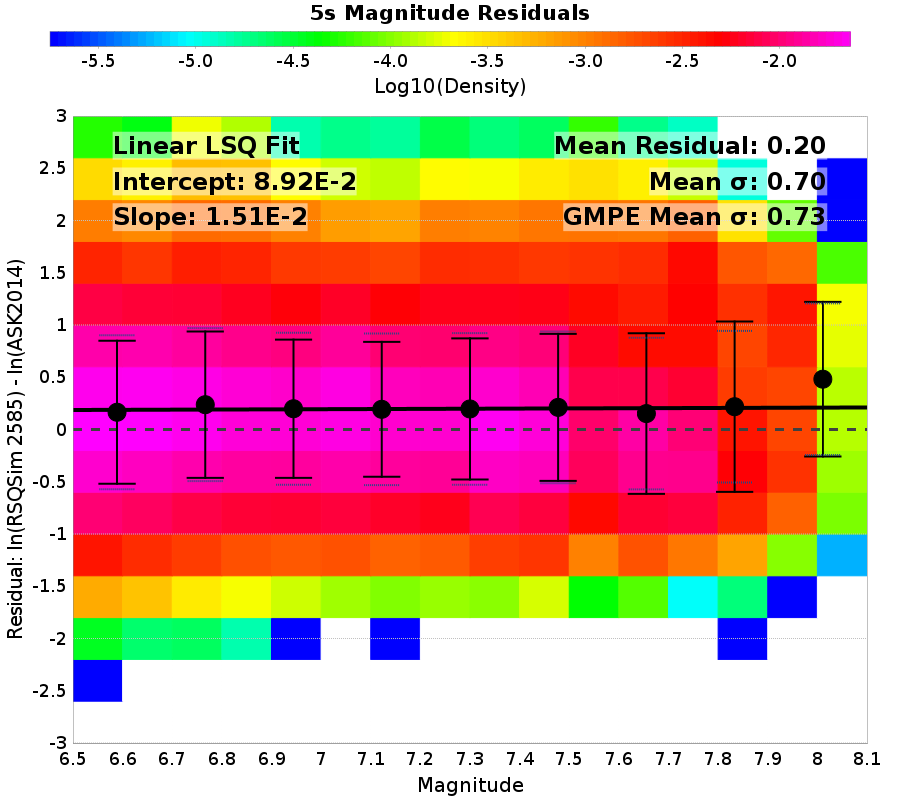 5s Magnitude Residuals
-5.5 -5.0 -4.5 -4.0 -3.5 -3.0 -2.5 -2.0
Log10(Density)
Linear LSQ Fit
Intercept: 8.92E-2
Slope: 1.51E-2
Mean Residual: 0.20
Mean σ: 0.70
GMPE Mean σ: 0.73
Residual: ln(RSQSim 2585) - ln(ASK2014)
3
2.5
2
1.5
1
0.5
0
-0.5
-1
-1.5
-2
-2.5
-3
6.5 6.6 6.7 6.8 6.9 7 7.1 7.2 7.3 7.4 7.5 7.6 7.7 7.8 7.9 8 8.1
Magnitude